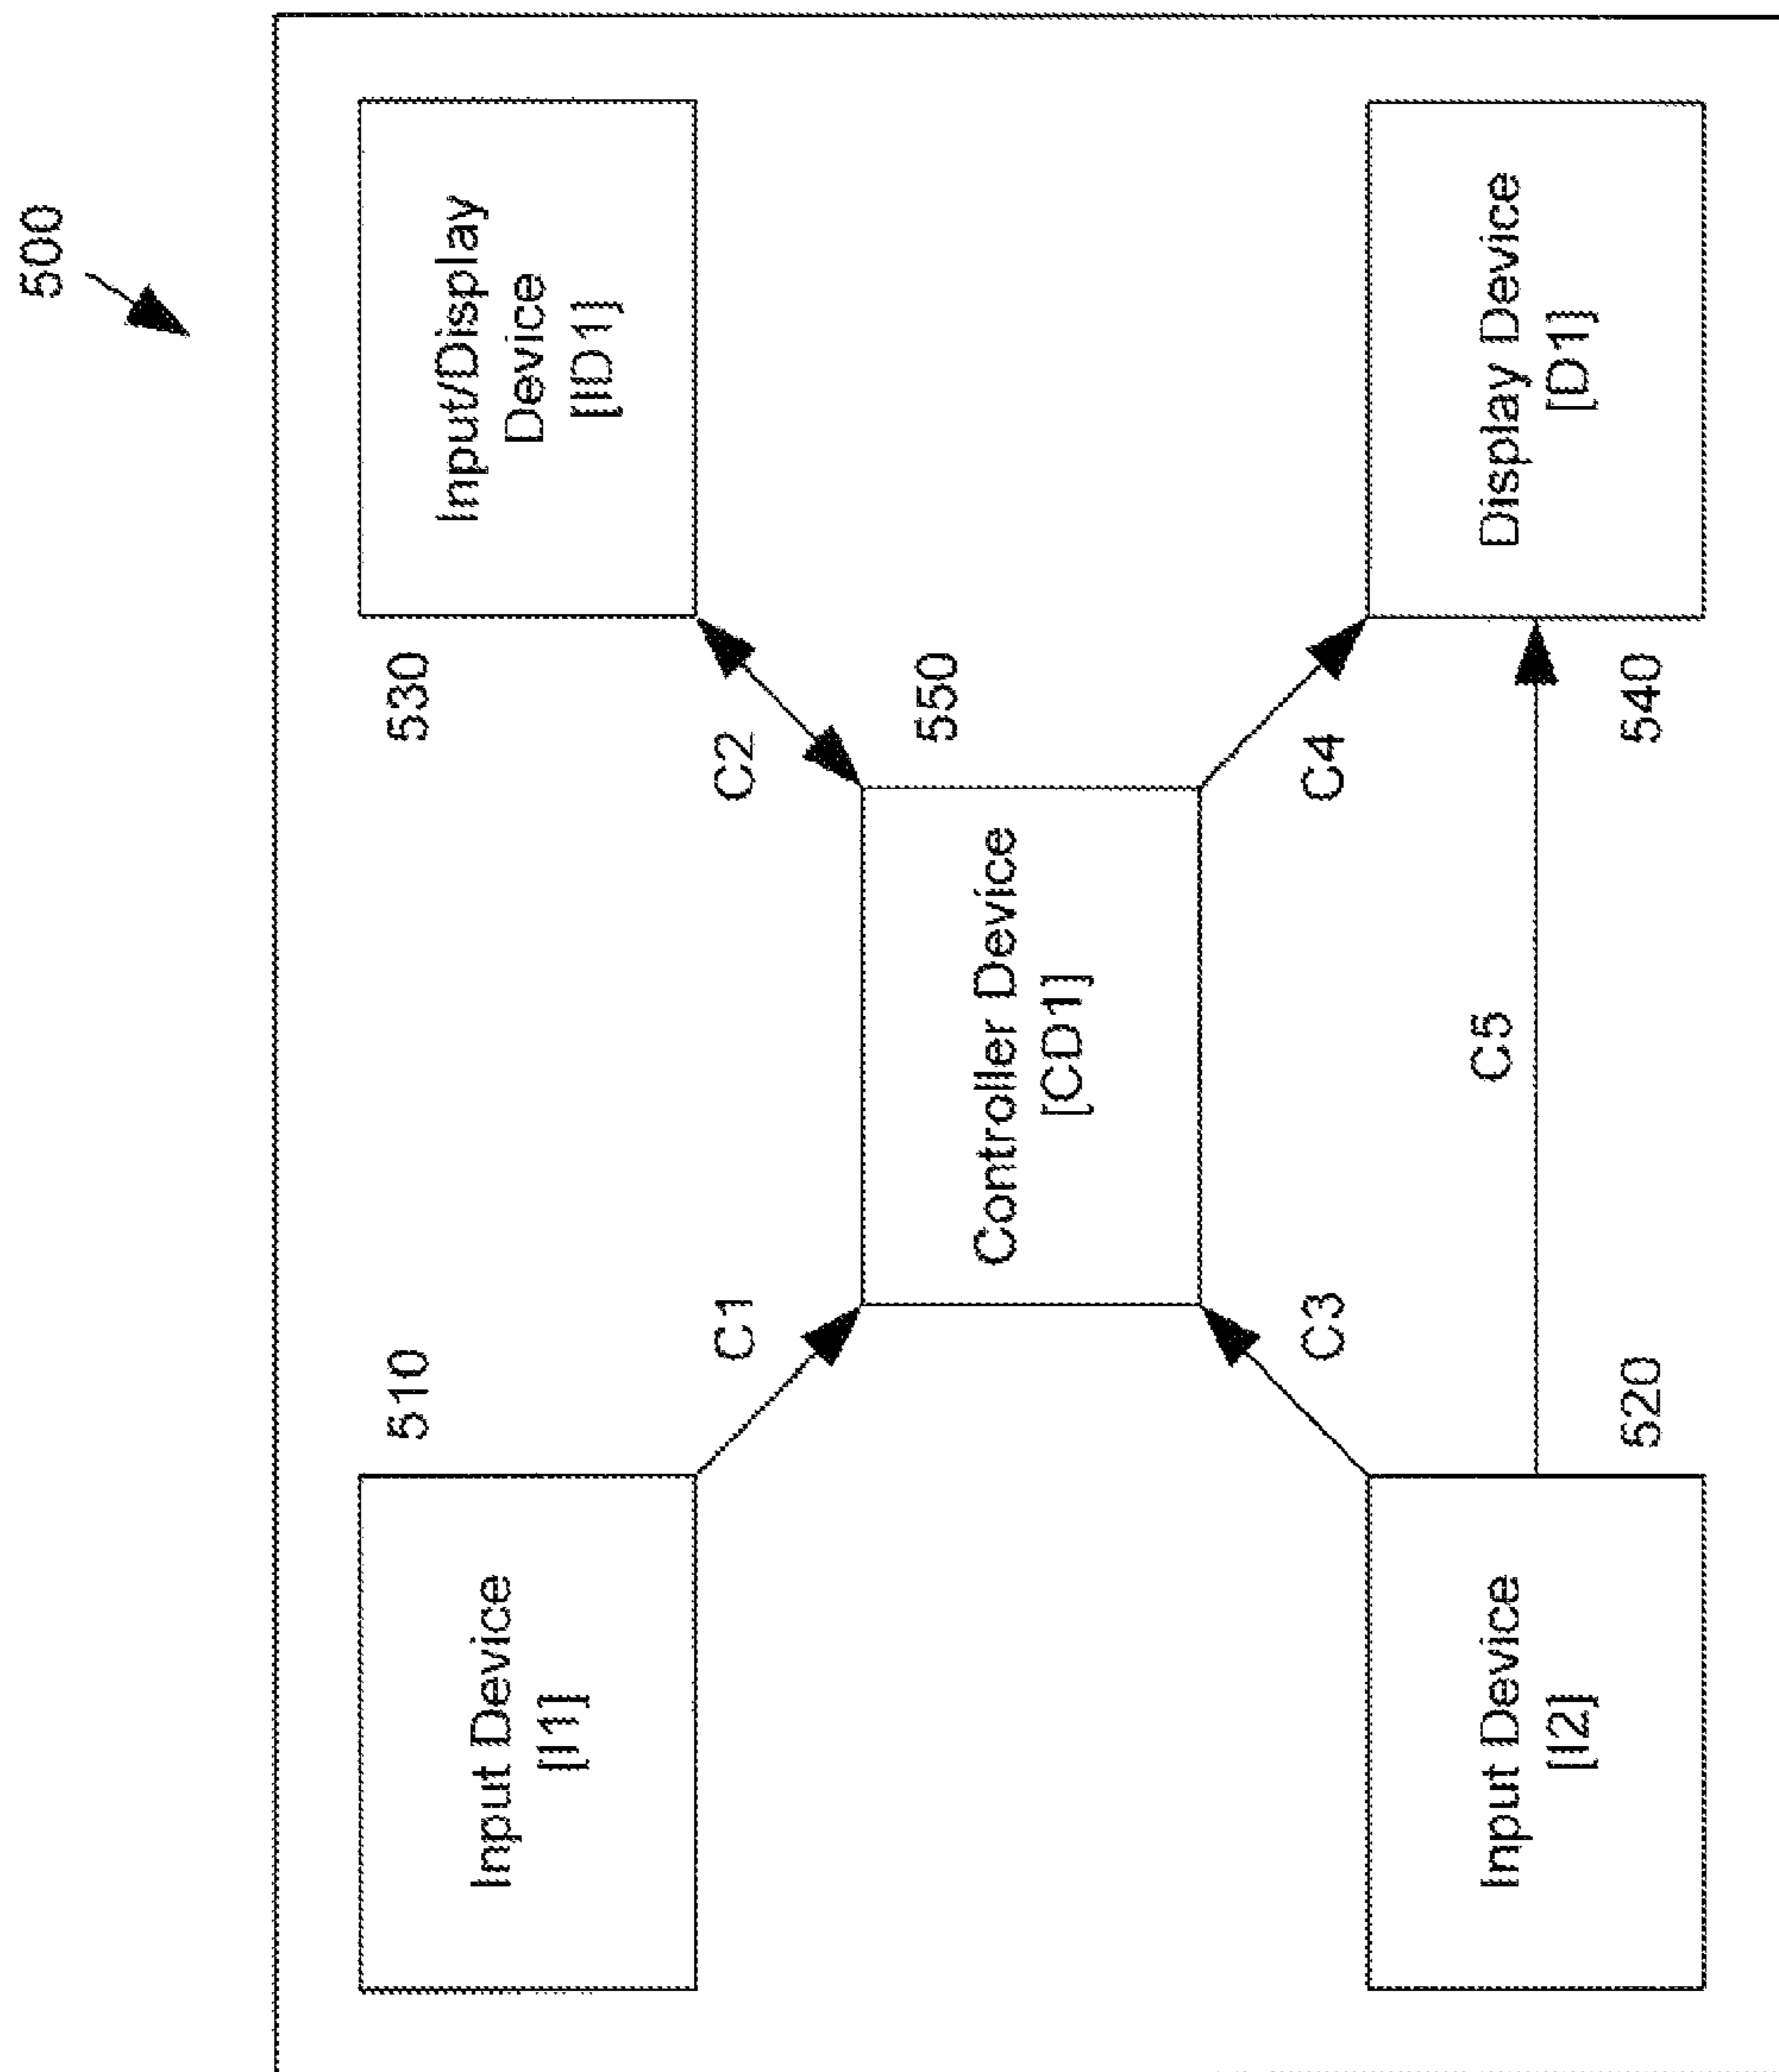 500
510
Input Device
[I1]
C1
530
Input/Display
Device
[ID1]
C2
550
Controller Device
[CD1]
C3
C4
C5
520
Input Device
[I2]
540
Display Device
[D1]